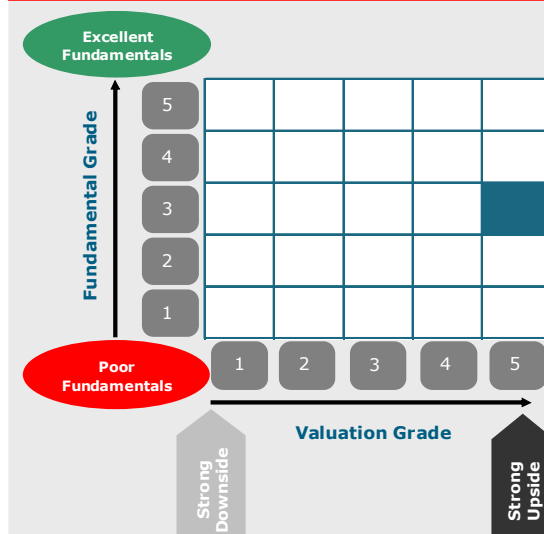 Excellent
Fundamentals
Fundamental Grade
5
4
3
2
1
Poor
Fundamentals
1
2
3
4
5
Valuation Grade
Strong
Downside
Strong
Upside